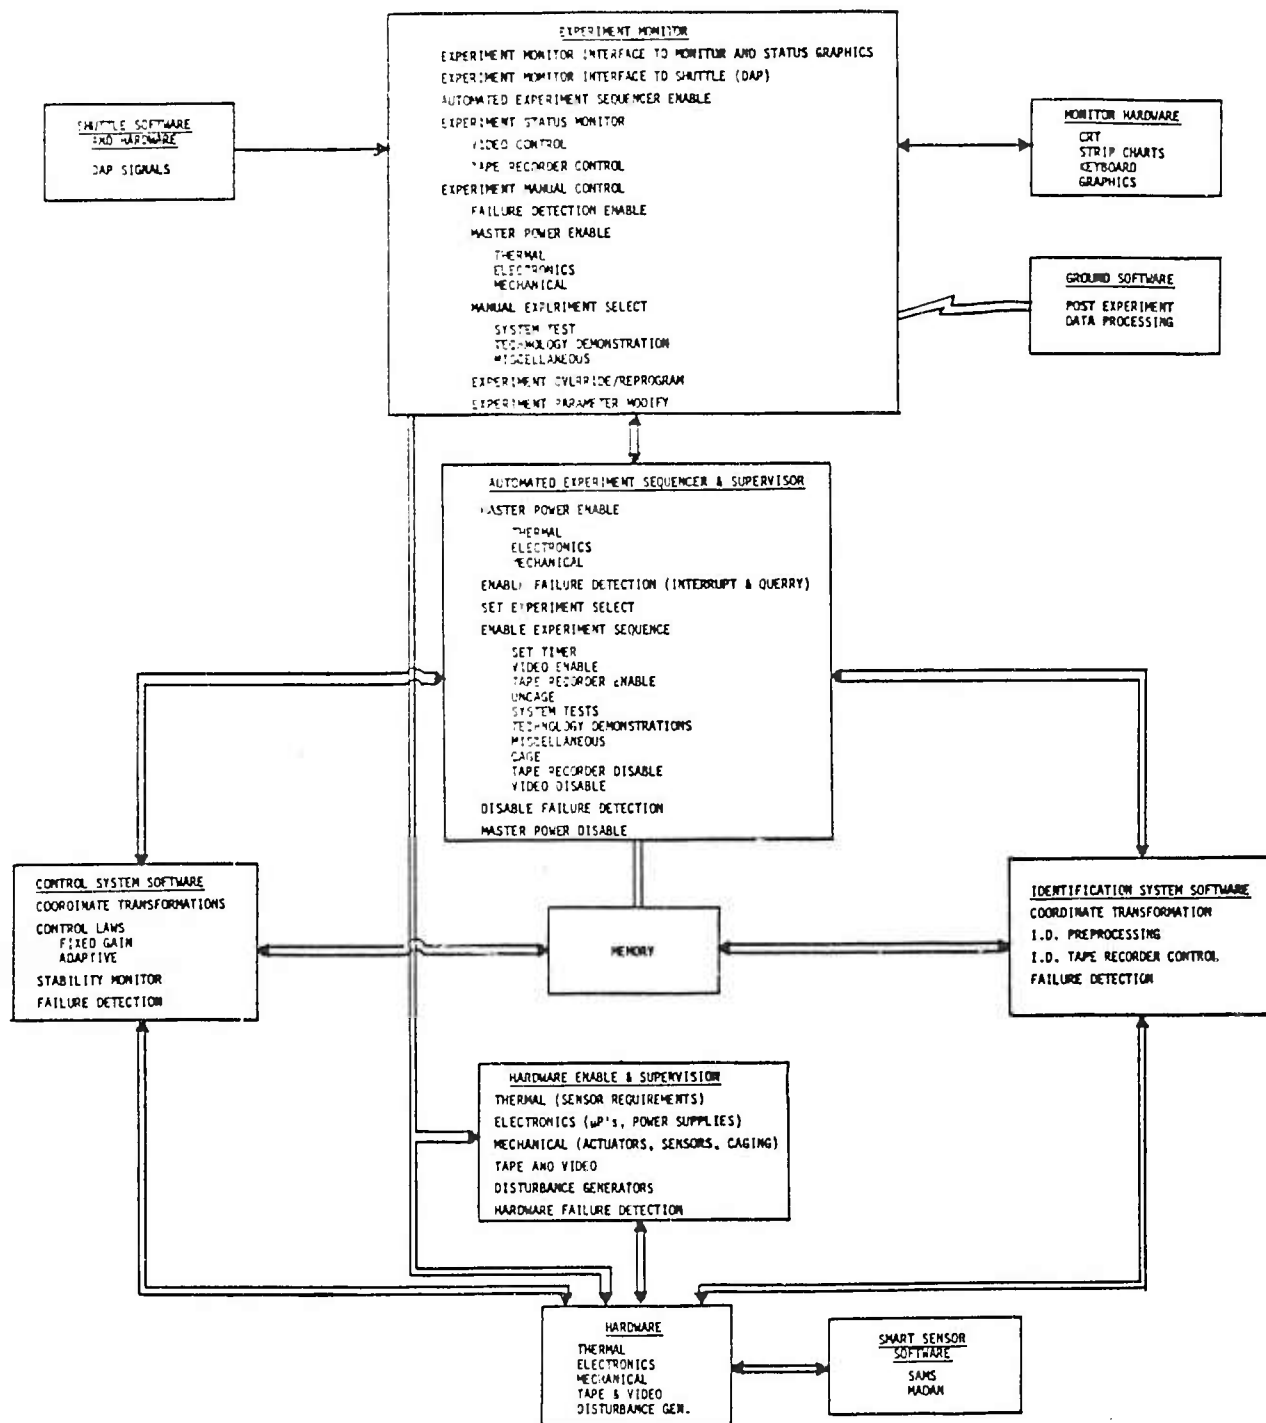 EXPERIMENT MONITOR
EXPERIMENT MONITOR INTERFACE TO MONITOR AND STATUS GRAPHICS
EXPERIMENT MOMITOR INTERFACE TO SHUTTLE (DAP)
AUTOMATED EXPERIMENT SEQUENCER ENABLE
EXPERIMENT STATUS MONITOR
VIDEO CONTROL
TAPE RECORDER CONTROL
EXPERIMENT MANUAL CONTROL
FAILURE DETECTION ENABLE
MASTER POWER ENABLE
THERMAL
ELECTRONICS
MECHANICAL
MANUAL EXPERIMENT SELECT
SYSTEM TEST
TECHNOLOGY DEMONSTRATION
MISCELLANEOUS
EXPERIMENT OVERRIDE/REPROGRAM
EXPERIMENT PARAMETER MODIFY
SHUTTLE SOFTWARE
AND HARDWARE
DAP SIGNALS
MONITOR HARDWARE
CRT
STRIP CHARTS
KEYBOARD
GRAPHICS
GROUND SOFTWARE
POST EXPERIMENT
DATA PROCESSING
AUTOMATED EXPERIMENT SEQUENCER & SUPERVISOR
MASTER POWER ENABLE
THERMAL
ELECTRONICS
MECHANICAL
ENABLE FAILURE DETECTION (INTERRUPT & QUERRY)
SET EXPERIMENT SELECT
ENABLE EXPERIMENT SEQUENCE
SET TIMER
VIDEO ENABLE
TAPE RECORDER ENABLE
UNCAGE
SYSTEM TESTS
TECHNOLOGY DEMONSTRATIONS
MISCELLANEOUS
CAGE
TAPE RECORDER DISABLE
VIDEO DISABLE
DISABLE FAILURE DETECTION
MASTER POWER DISABLE
CONTROL SYSTEM SOFTWARE
COORDINATE TRANSFORMATIONS
CONTROL LAWS
FIXED GAIN
ADAPTIVE
STABILITY MONITOR
FAILURE DETECTION
MEMORY
IDENTIFICATION SYSTEM SOFTWARE
COORDINATE TRANSFORMATION
I.D. PREPROCESSING
I.D. TAPE RECORDER CONTROL
FAILURE DETECTION
HARDWARE ENABLE & SUPERVISION
THERMAL (SENSOR REQUIREMENTS)
ELECTRONICS (µP's, POWER SUPPLIES)
MECHANICAL (ACTUATORS, SENSORS, CAGING)
TAPE AND VIDEO
DISTURBANCE GENERATORS
HARDWARE FAILURE DETECTION
HARDWARE
THERMAL
ELECTRONICS
MECHANICAL
TAPE & VIDEO
DISTURBANCE GEN.
SMART SENSOR
SOFTWARE
SAMS
MADAN